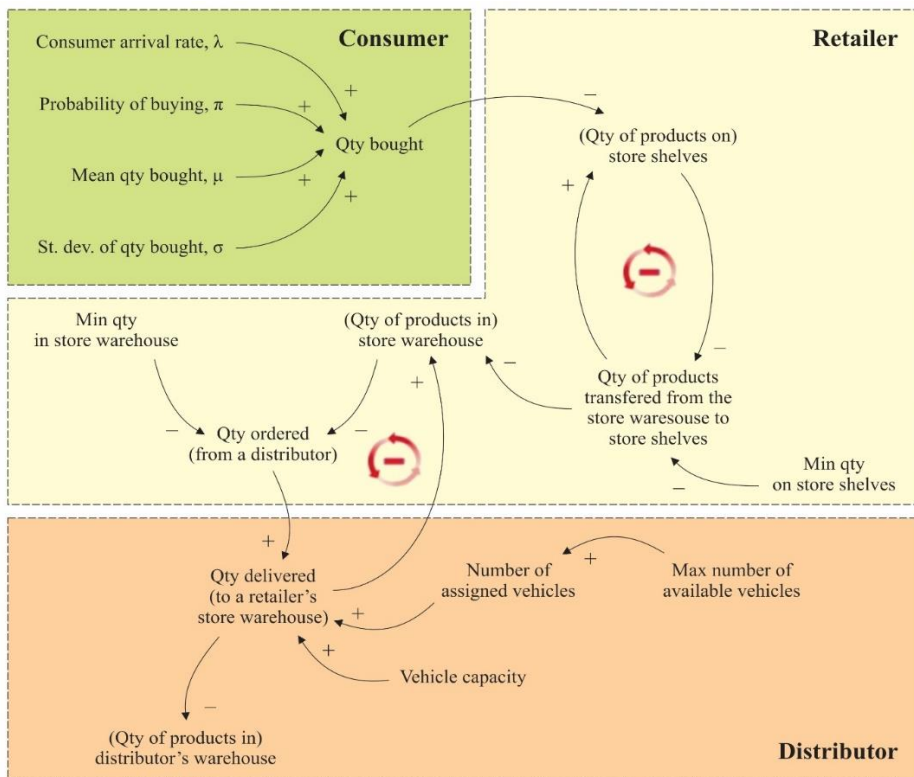 Consumer
Consumer arrival rate, λ
Probability of buying, π
Mean qty bought, μ
St. dev. of qty bought, σ
+
+
+
+
Qty bought
Retailer
−
(Qty of products on)
store shelves
+
−
−
Qty of products
transfered from the
store waresouse to
store shelves
Min qty
on store shelves
−
(Qty of products in)
store warehouse
−
+
Min qty
in store warehouse
−
−
Qty ordered
(from a distributor)
−
+
Qty delivered
(to a retailer's
store warehouse)
+
+
Number of
assigned vehicles
+
Max number of
available vehicles
Vehicle capacity
−
(Qty of products in)
distributor's warehouse
Distributor